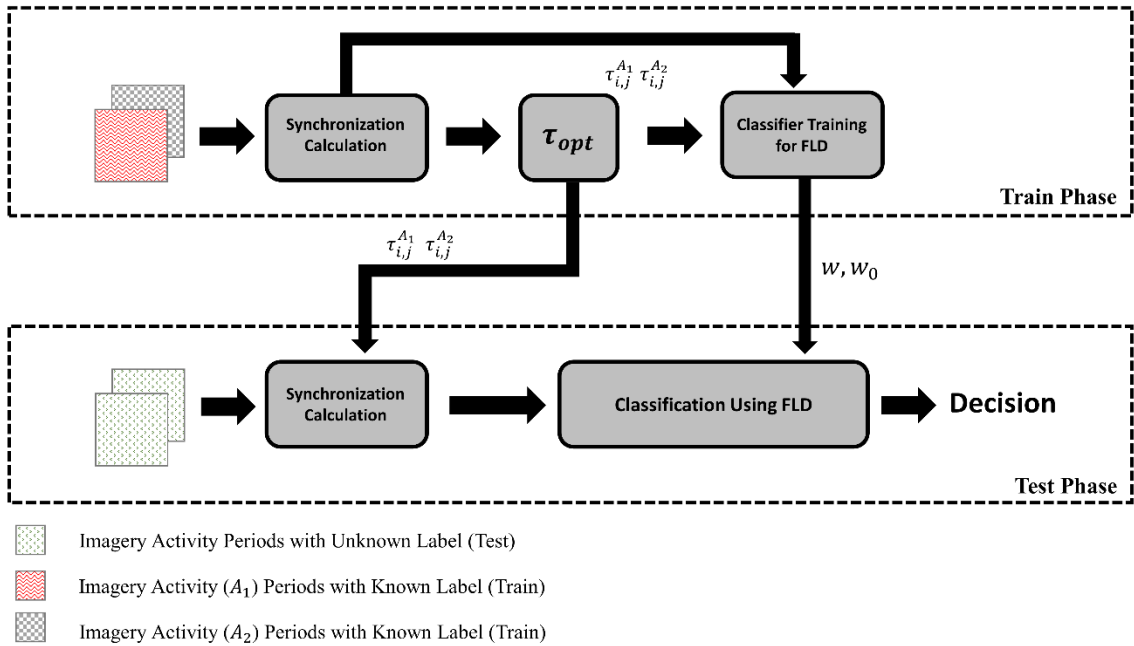 τ_{i,j}^{A_1} τ_{i,j}^{A_2}
Synchronization
Calculation
τ_{opt}
Classifier Training
for FLD
Train Phase
τ_{i,j}^{A_1} τ_{i,j}^{A_2}
w, w_0
Synchronization
Calculation
Classification Using FLD
Decision
Test Phase
Imagery Activity Periods with Unknown Label (Test)
Imagery Activity (A_1) Periods with Known Label (Train)
Imagery Activity (A_2) Periods with Known Label (Train)